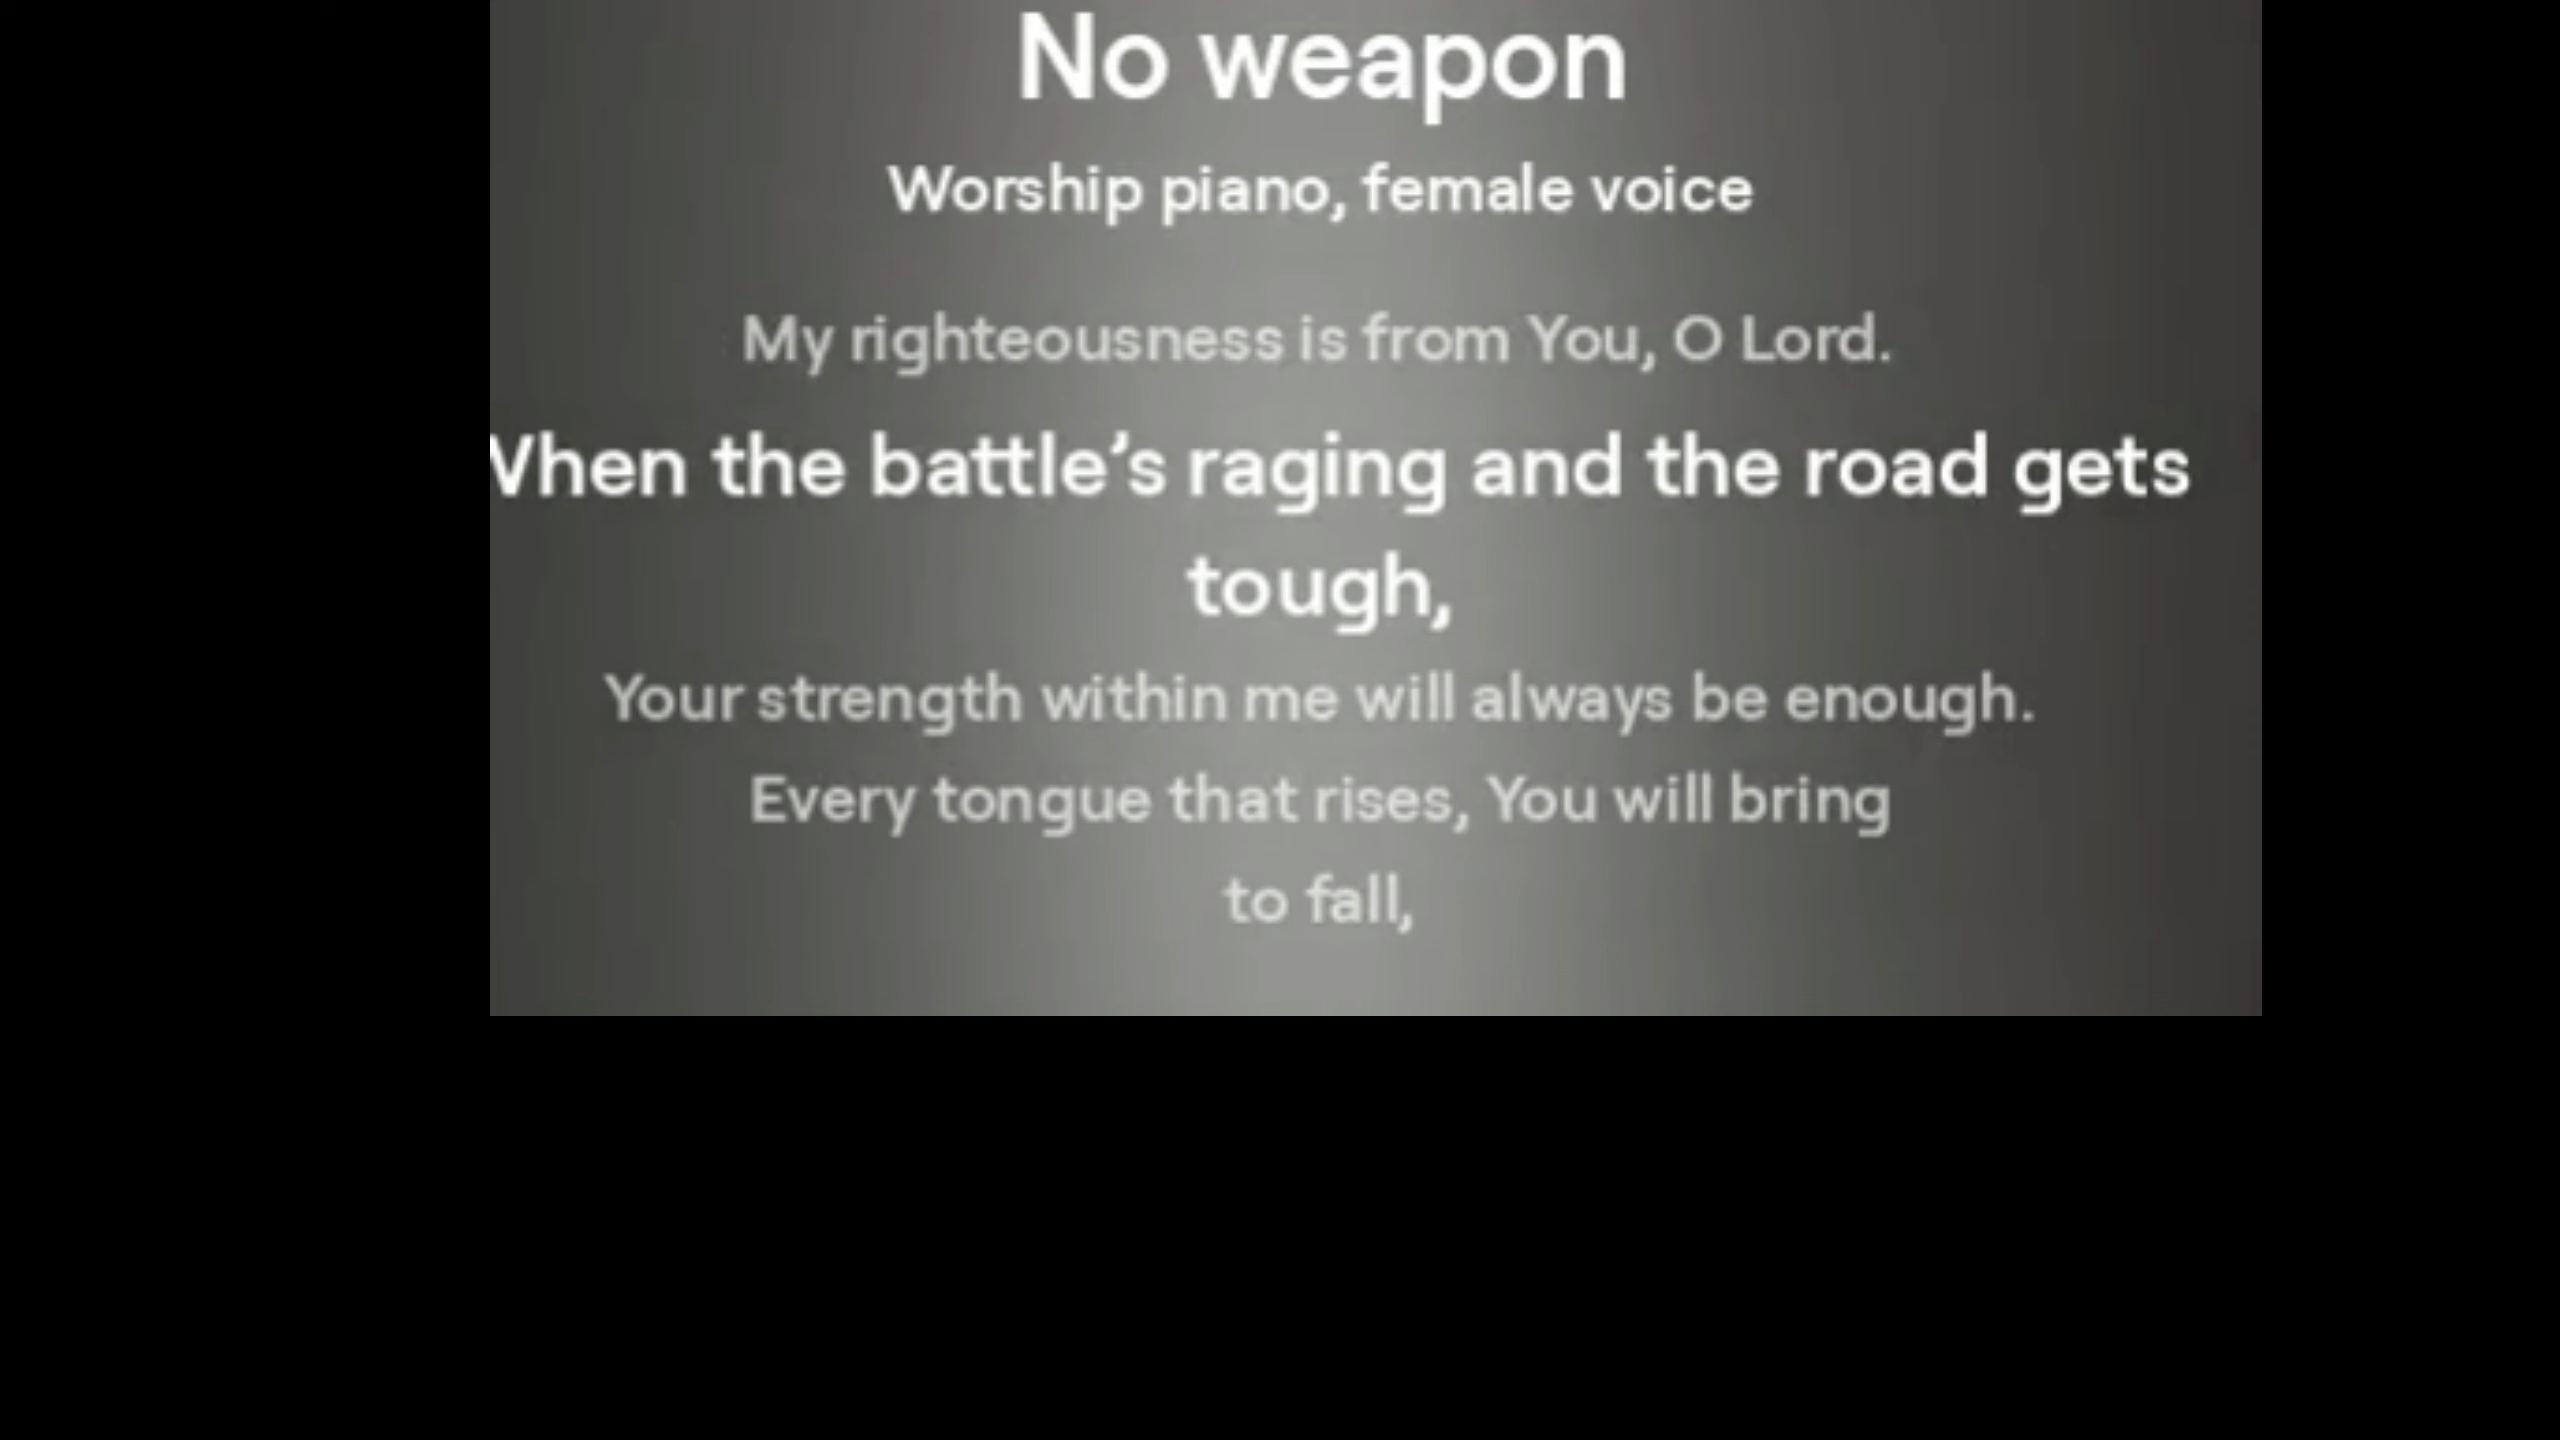 No weapon
Worship piano, female voice
My righteousness is from You, O Lord.
When the battle’s raging and the road gets
tough,
Your strength within me will always be enough.
Every tongue that rises, You will bring
to fall,